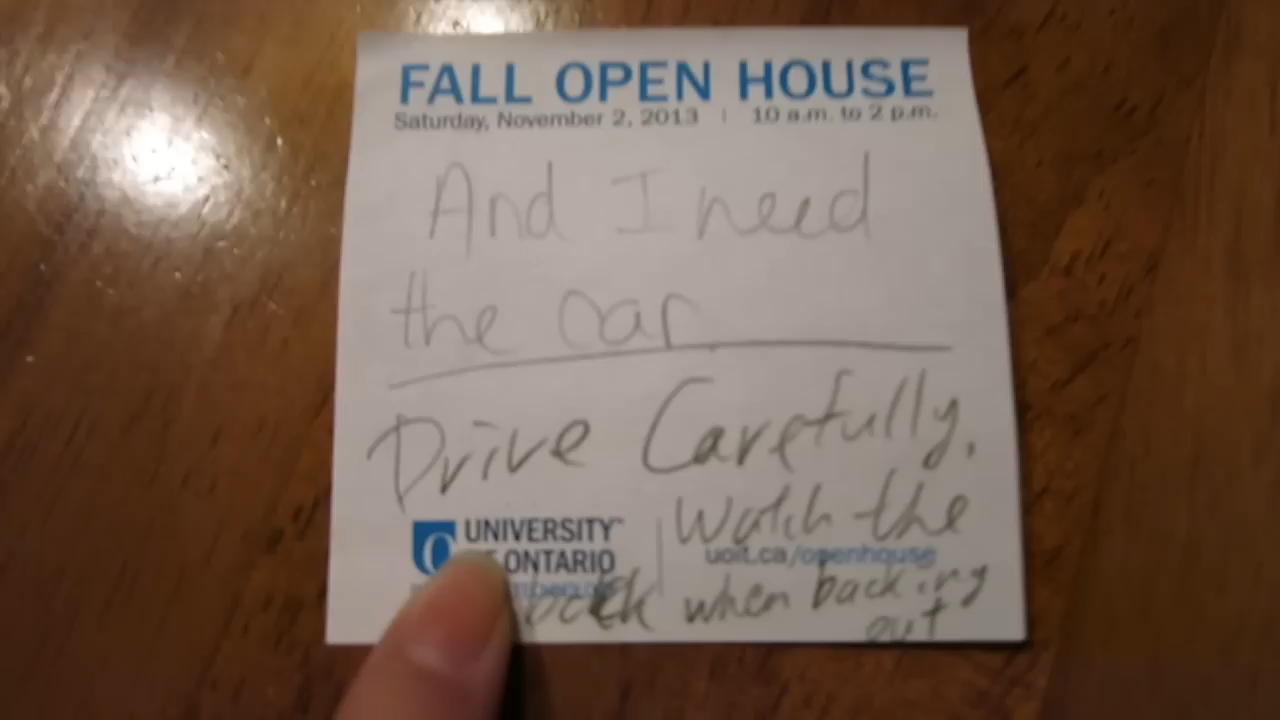 FALL OPEN HOUSE
Saturday, November 2, 2013 | 10 a.m. to 2 p.m.
And I need
the car
Drive Carefully,
Watch the
UNIVERSITY
ONTARIO
uoit.ca/openhouse
when backing
out